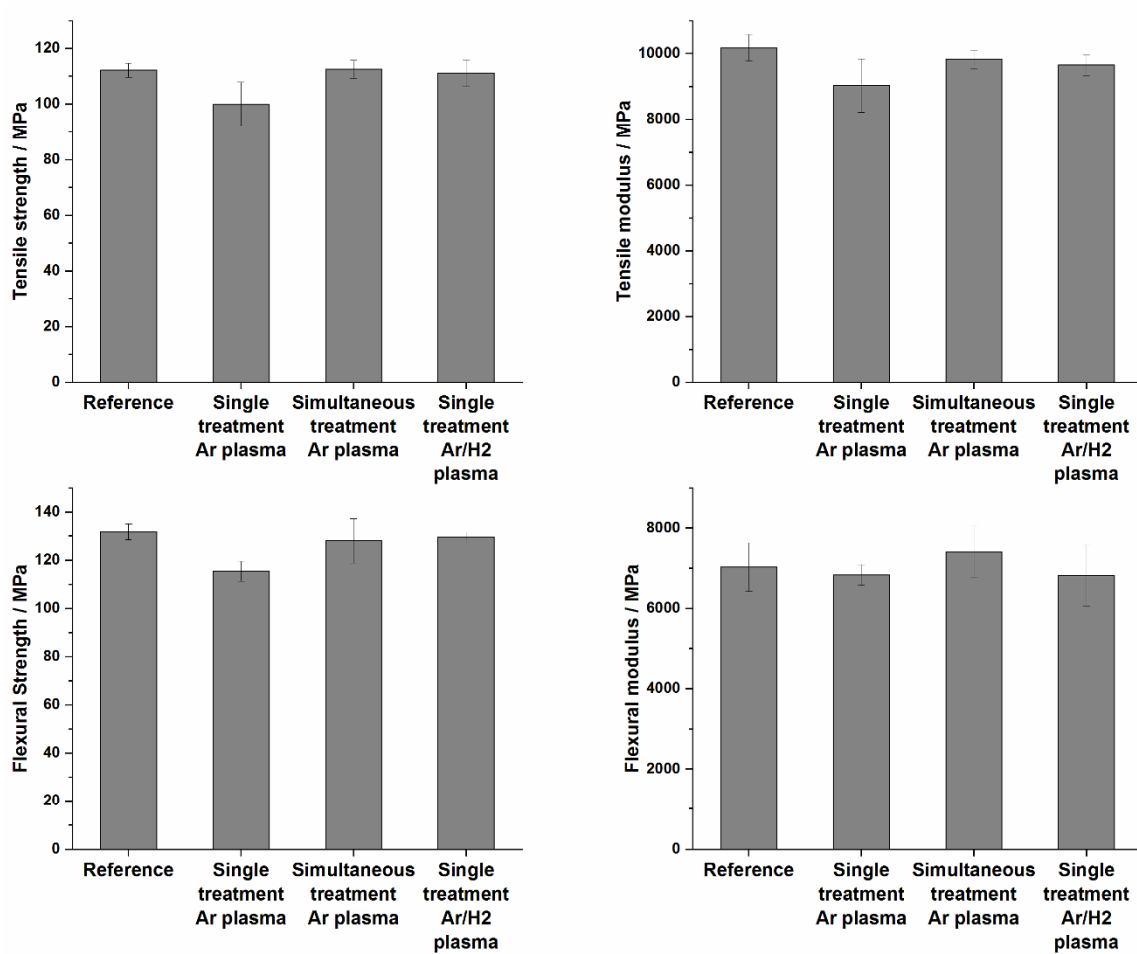 Tensile strength / MPa
120
100
80
60
40
20
0
Reference
Single
treatment
Ar plasma
Simultaneous
treatment
Ar plasma
Single
treatment
Ar/H2
plasma
Tensile modulus / MPa
10000
8000
6000
4000
2000
0
Reference
Single
treatment
Ar plasma
Simultaneous
treatment
Ar plasma
Single
treatment
Ar/H2
plasma
Flexural Strength / MPa
140
120
100
80
60
40
20
0
Reference
Single
treatment
Ar plasma
Simultaneous
treatment
Ar plasma
Single
treatment
Ar/H2
plasma
Flexural modulus / MPa
8000
6000
4000
2000
0
Reference
Single
treatment
Ar plasma
Simultaneous
treatment
Ar plasma
Single
treatment
Ar/H2
plasma